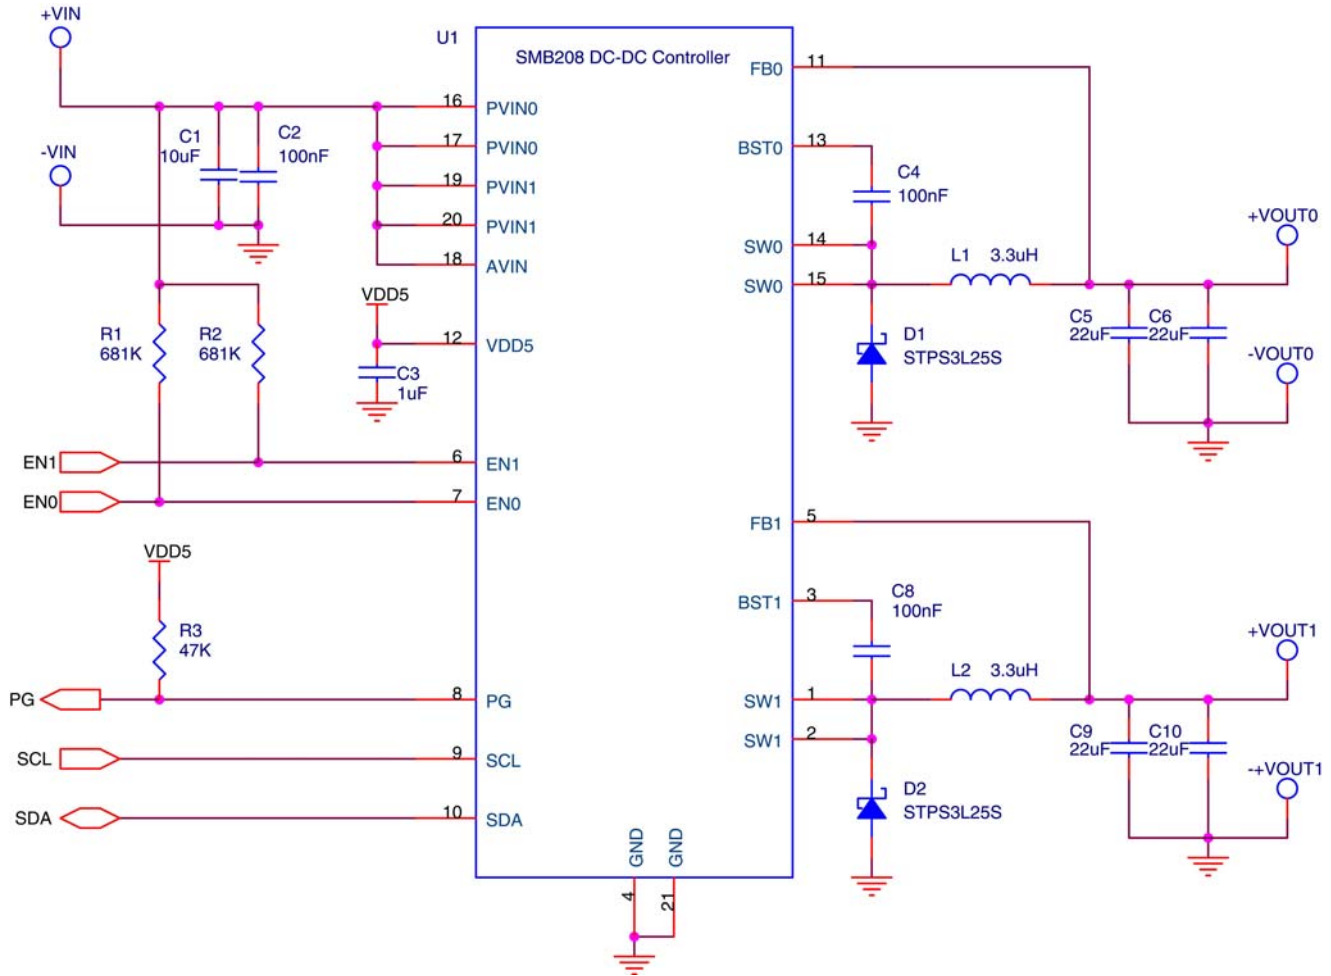 +VIN
U1
SMB208 DC-DC Controller
FB0
11
16
PVIN0
C1
10uF
C2
100nF
-VIN
17
PVIN0
BST0
13
19
PVIN1
C4
100nF
20
PVIN1
SW0
14
+VOUT0
18
AVIN
SW0
15
L1 3.3uH
VDD5
R1
681K
R2
681K
12
VDD5
C3
1uF
D1
STPS3L25S
C5
22uF
C6
22uF
-VOUT0
EN1
6
EN1
EN0
7
EN0
FB1
5
VDD5
R3
47K
BST1
3
C8
100nF
+VOUT1
PG
8
PG
SW1
1
L2 3.3uH
SW1
2
C9
22uF
C10
22uF
SCL
9
SCL
-+VOUT1
D2
STPS3L25S
SDA
10
SDA
GND
GND
4
21